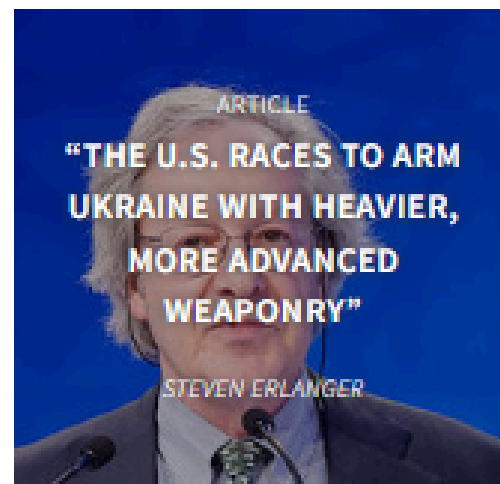 ARTICLE
“THE U.S. RACES TO ARM
UKRAINE WITH HEAVIER,
MORE ADVANCED
WEAPONRY”
STEVEN ERLANGER